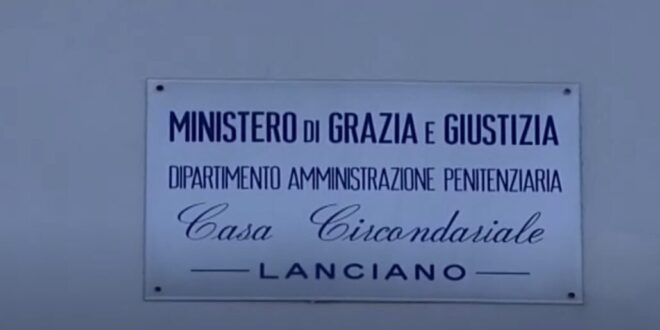 MINISTERO DI GRAZIA E GIUSTIZIA
DIPARTIMENTO AMMINISTRAZIONE PENITENZIARIA
Casa Circondariale
LANCIANO